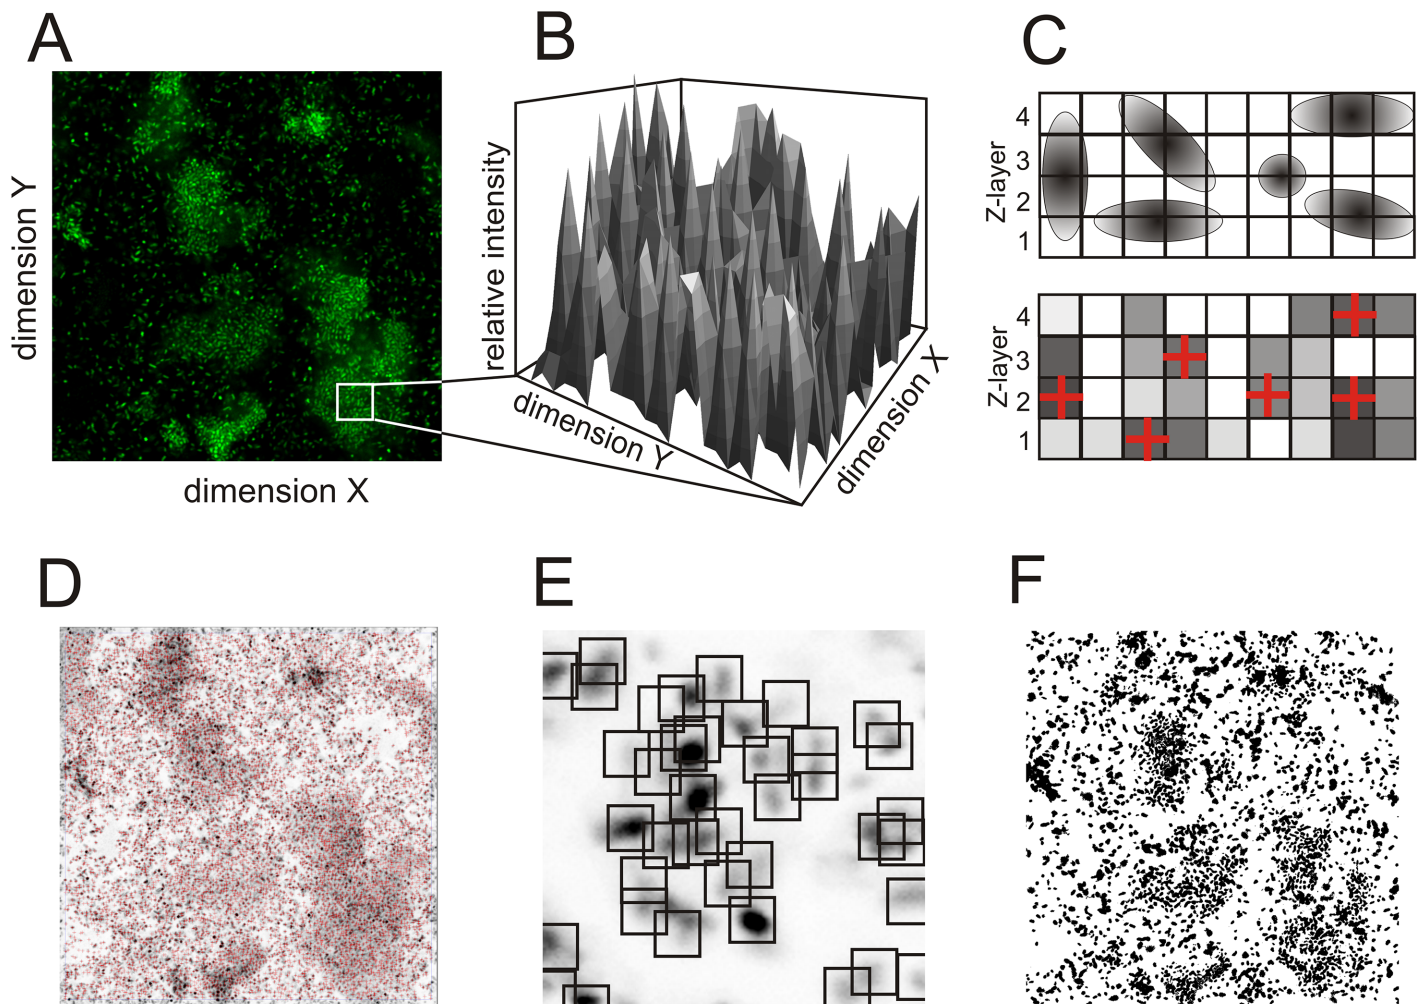 A
B
C
dimension Y
dimension X
relative intensity
dimension Y
dimension X
Z-layer
4
3
2
1
Z-layer
4
3
2
1
D
E
F